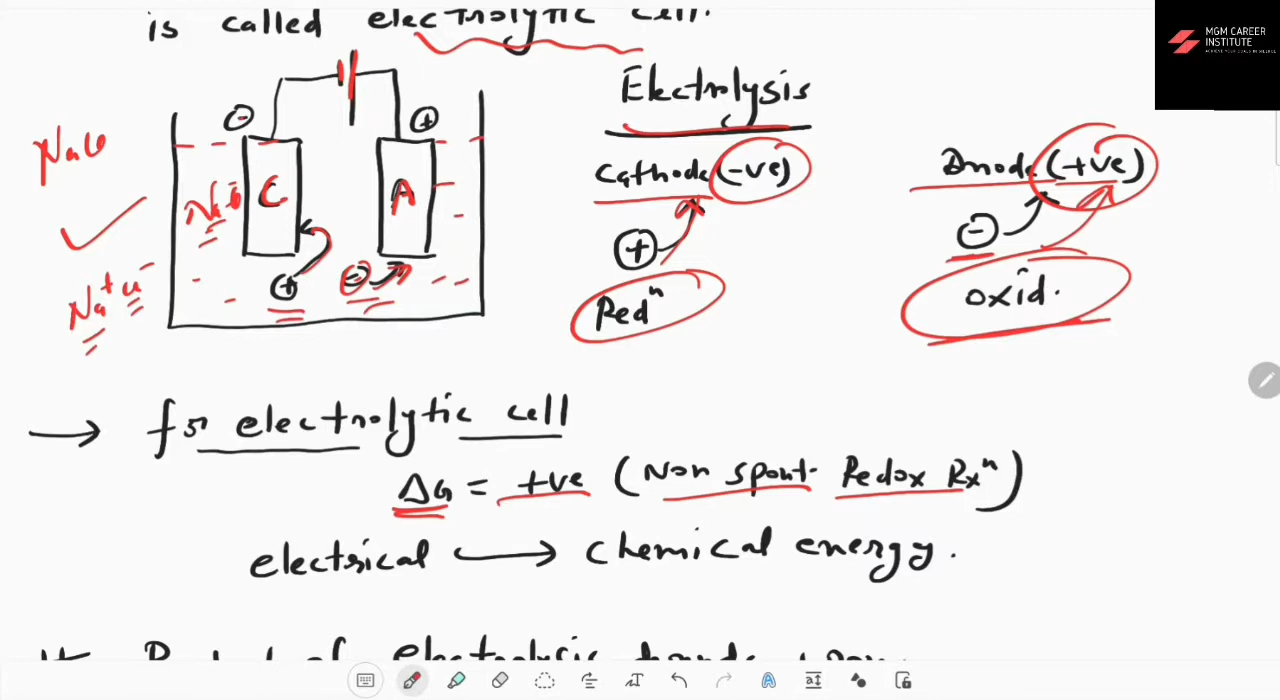 is called electrolytic cell.
MGM CAREER
INSTITUTE
Electrolysis
⊖ ⊕
NaCl
Cathode (-ve) Anode (+ve)
C A
⊕ ⊖
Na⁺ Cl⁻
⊕ ⊖
Redⁿ oxid.
→ for electrolytic cell
ΔG = +ve (Non spont. Redox Rxⁿ)
electrical → chemical energy.